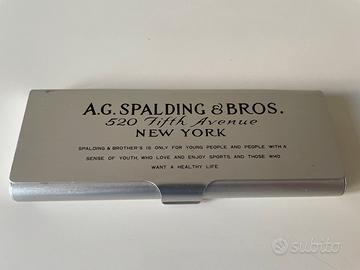 A.G. SPALDING & BROS.
520 Fifth Avenue
NEW YORK
SPALDING & BROTHER'S IS ONLY FOR YOUNG PEOPLE AND PEOPLE WITH A
SENSE OF YOUTH, WHO LOVE AND ENJOY SPORTS, AND THOSE WHO
WANT A HEALTHY LIFE.
subito